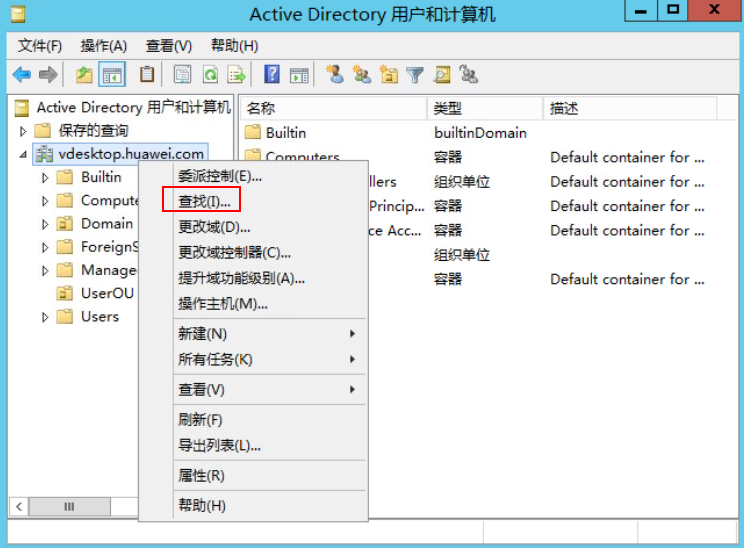 Active Directory 用户和计算机
文件(F) 操作(A) 查看(V) 帮助(H)
Active Directory 用户和计算机
保存的查询
vdesktop.huawei.com
Builtin
Compute
Domain
ForeignS
Manage
UserOU
Users
委派控制(E)...
查找(I)...
更改域(D)...
更改域控制器(C)...
提升域功能级别(A)...
操作主机(M)...
新建(N)
所有任务(K)
查看(V)
刷新(F)
导出列表(L)...
属性(R)
帮助(H)
名称 类型 描述
Builtin builtinDomain
Computers 容器 Default container for ...
llers 组织单位 Default container for ...
Princip... 容器 Default container for ...
ce Acc... 容器 Default container for ...
组织单位
容器 Default container for ...